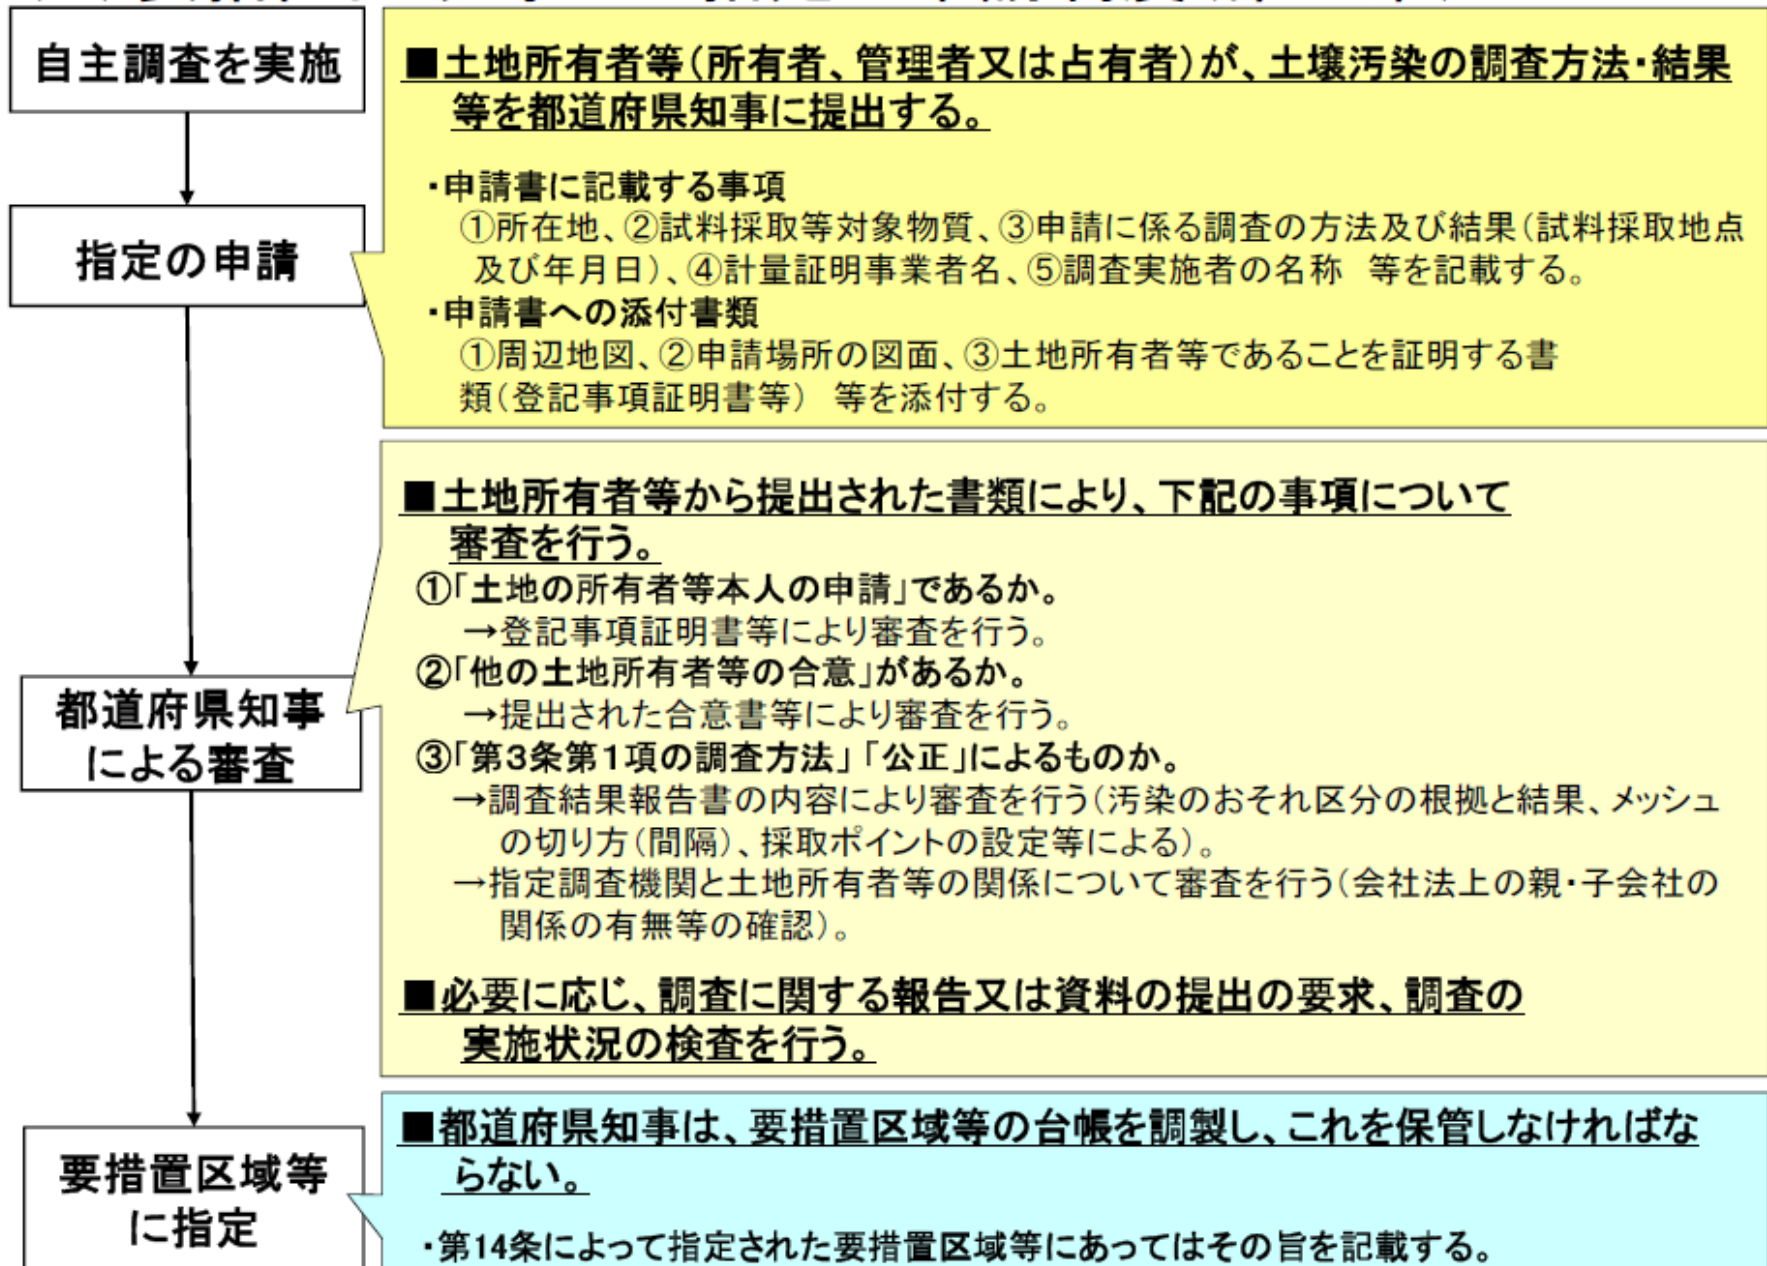 自主調査を実施
■土地所有者等(所有者、管理者又は占有者)が、土壌汚染の調査方法・結果
等を都道府県知事に提出する。
・申請書に記載する事項
①所在地、②試料採取等対象物質、③申請に係る調査の方法及び結果(試料採取地点
及び年月日)、④計量証明事業者名、⑤調査実施者の名称 等を記載する。
・申請書への添付書類
①周辺地図、②申請場所の図面、③土地所有者等であることを証明する書
類(登記事項証明書等) 等を添付する。
指定の申請
■土地所有者等から提出された書類により、下記の事項について
審査を行う。
①「土地の所有者等本人の申請」であるか。
→登記事項証明書等により審査を行う。
②「他の土地所有者等の合意」があるか。
→提出された合意書等により審査を行う。
③「第3条第1項の調査方法」「公正」によるものか。
→調査結果報告書の内容により審査を行う(汚染のおそれ区分の根拠と結果、メッシュ
の切り方(間隔)、採取ポイントの設定等による)。
→指定調査機関と土地所有者等の関係について審査を行う(会社法上の親・子会社の
関係の有無等の確認)。
■必要に応じ、調査に関する報告又は資料の提出の要求、調査の
実施状況の検査を行う。
都道府県知事
による審査
■都道府県知事は、要措置区域等の台帳を調製し、これを保管しなければな
らない。
・第14条によって指定された要措置区域等にあってはその旨を記載する。
要措置区域等
に指定